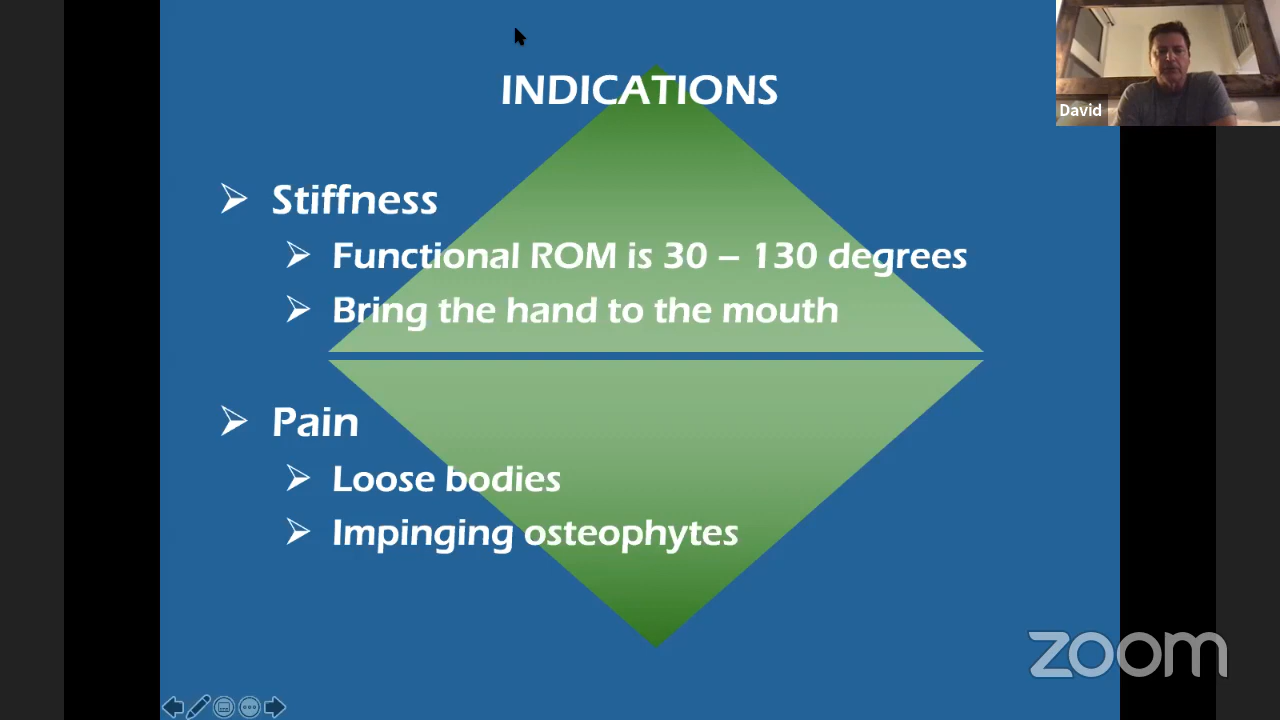 INDICATIONS
David
Stiffness
Functional ROM is 30 – 130 degrees
Bring the hand to the mouth
Pain
Loose bodies
Impinging osteophytes
zoom